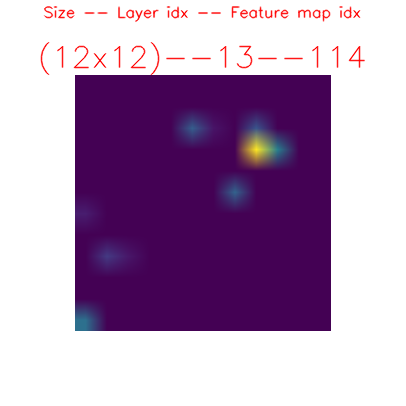 Size -- Layer idx -- Feature map idx
(12x12)--13--114